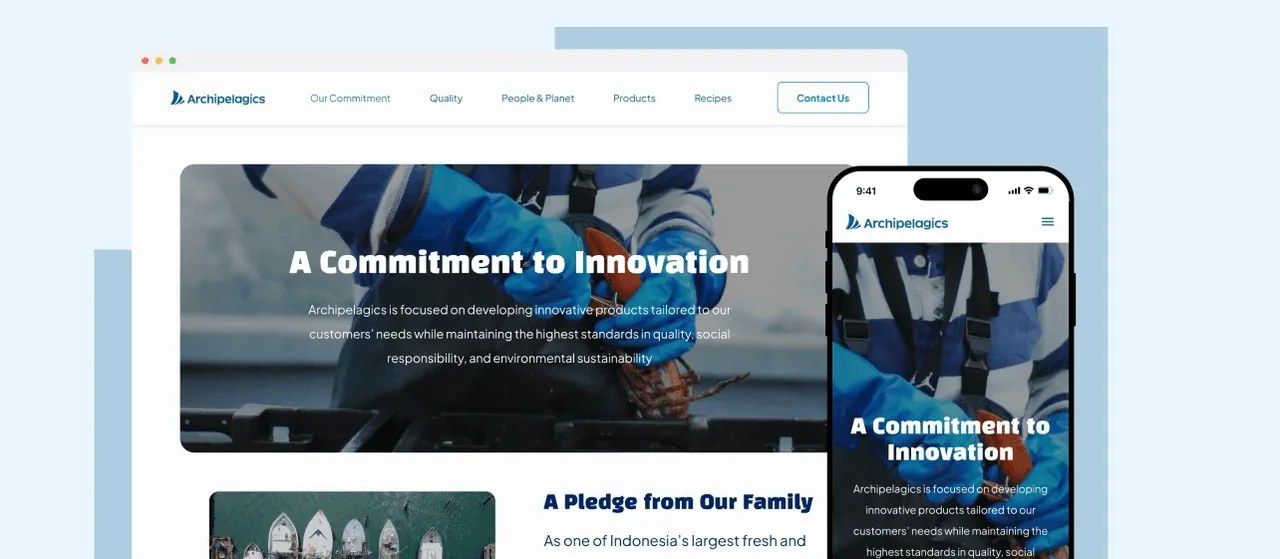 Archipelagics Our Commitment Quality People & Planet Products Recipes Contact Us
A Commitment to Innovation
Archipelagics is focused on developing innovative products tailored to our
customers' needs while maintaining the highest standards in quality, social
responsibility, and environmental sustainability
A Pledge from Our Family
As one of Indonesia's largest fresh and
9:41
Archipelagics
A Commitment to
Innovation
Archipelagics is focused on developing
innovative products tailored to our
customers' needs while maintaining the
highest standards in quality, social